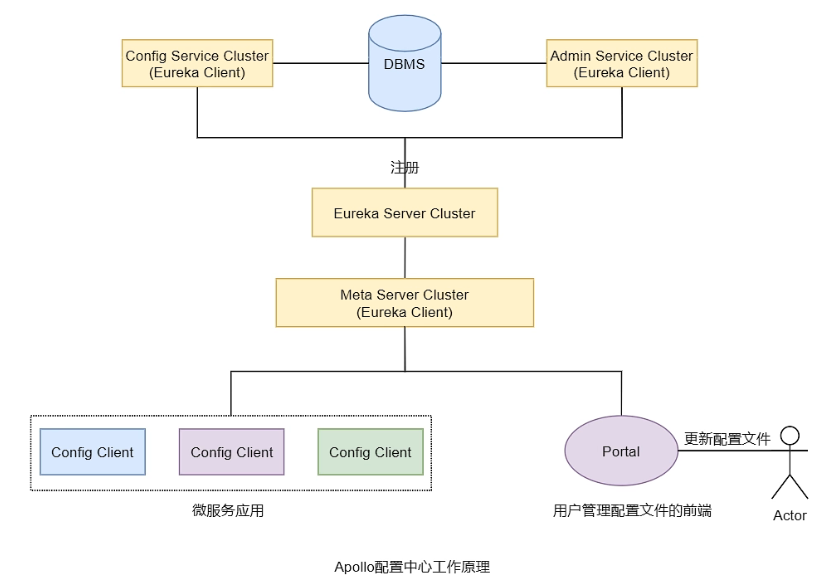 Config Service Cluster
(Eureka Client)
DBMS
Admin Service Cluster
(Eureka Client)
注册
Eureka Server Cluster
Meta Server Cluster
(Eureka Client)
Config Client
Config Client
Config Client
微服务应用
Portal
更新配置文件
Actor
用户管理配置文件的前端
Apollo配置中心工作原理